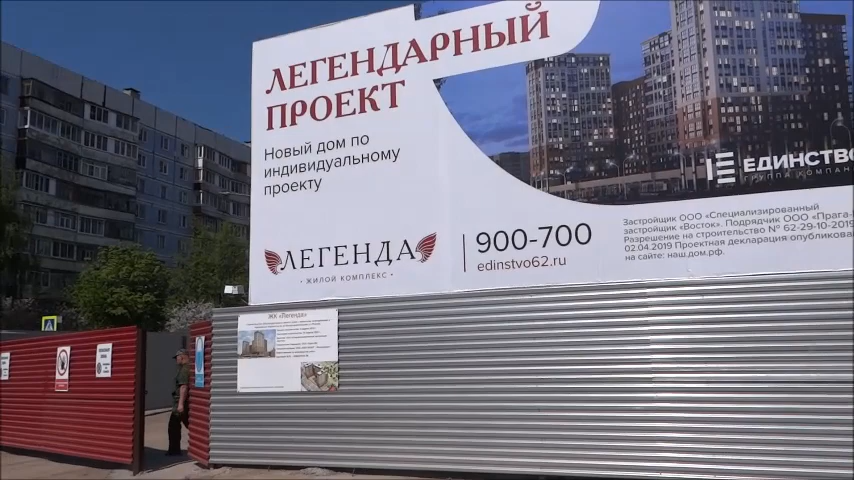 ЛЕГЕНДАРНЫЙ
ПРОЕКТ
Новый дом по
индивидуальному
проекту
ЛЕГЕНДА
· ЖИЛОЙ КОМПЛЕКС ·
900-700
edinstvo62.ru
ЕДИНСТВО
ГРУППА КОМПАН
Застройщик ООО «Специализированный
застройщик «Восток». Подрядчик ООО «Прага-
Разрешение на строительство № 62-29-10-2019
02.04.2019 Проектная декларация опубликова
на сайте: наш.дом.рф.
ЖК «Легенда»